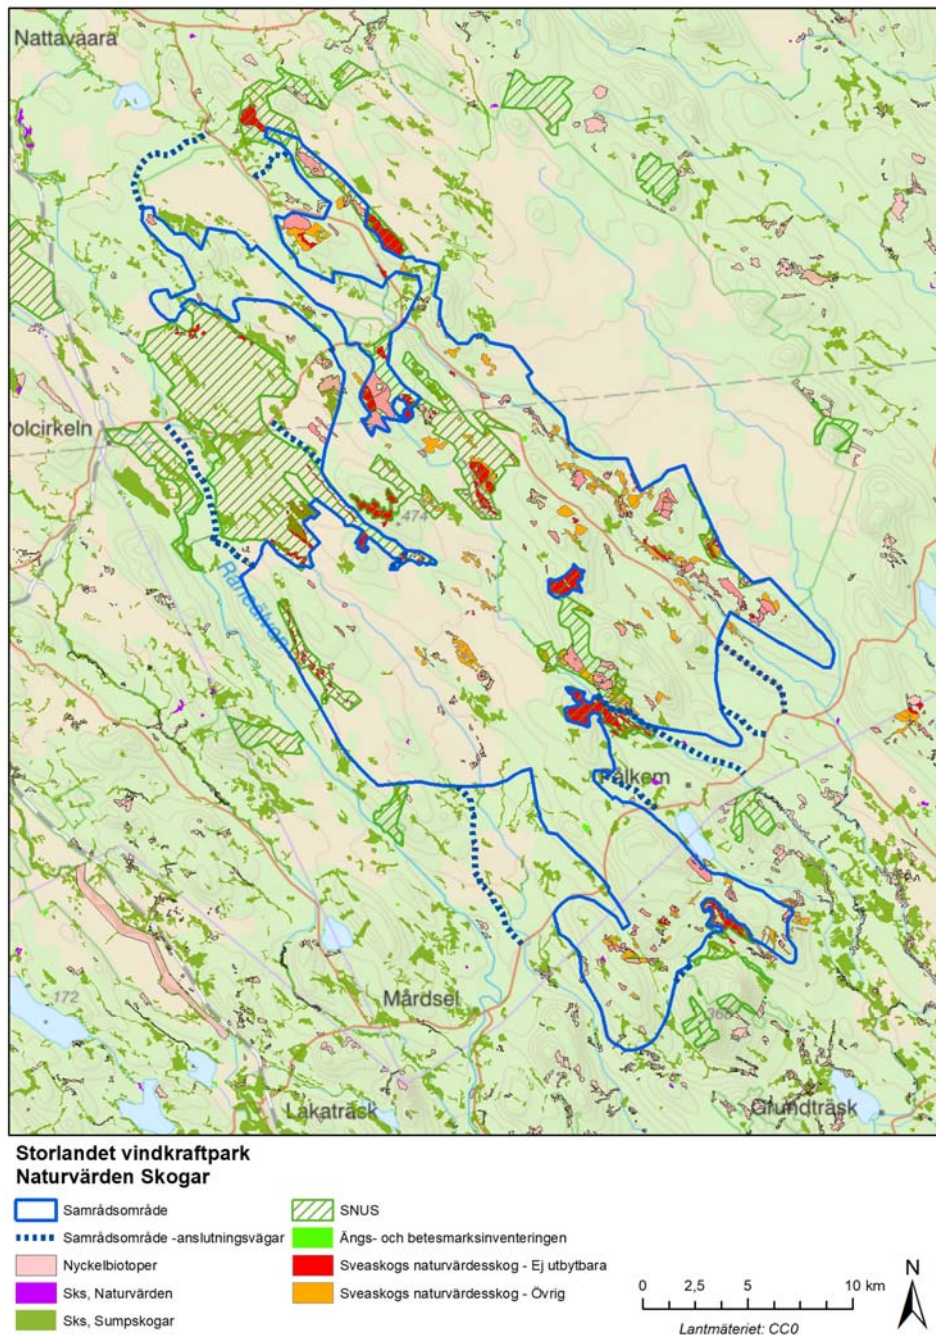 Nattavaara
Polcirkeln
474
Råneälven
Pålkem
Mårdsel
172
368
Lakaträsk
Grundträsk
Storlandet vindkraftpark
Naturvärden Skogar
Samrådsområde
Samrådsområde -anslutningsvägar
Nyckelbiotoper
Sks, Naturvärden
Sks, Sumpskogar
SNUS
Ängs- och betesmarksinventeringen
Sveaskogs naturvärdesskog - Ej utbytbara
Sveaskogs naturvärdesskog - Övrig
N
0 2,5 5 10 km
Lantmäteriet: CC0